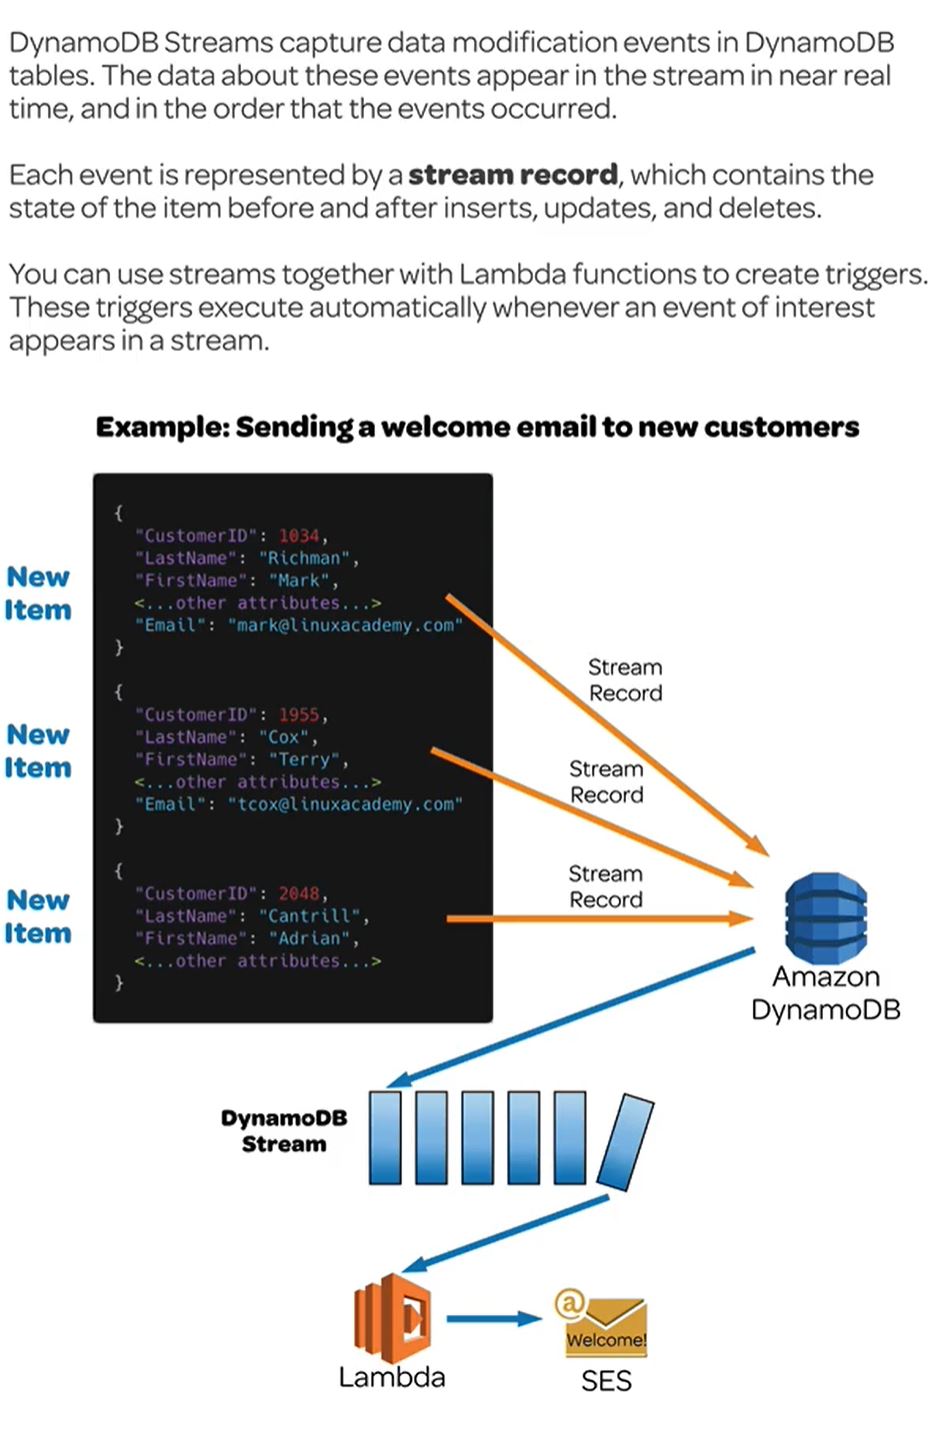 DynamoDB Streams capture data modification events in DynamoDB
tables. The data about these events appear in the stream in near real
time, and in the order that the events occurred.
Each event is represented by a stream record, which contains the
state of the item before and after inserts, updates, and deletes.
You can use streams together with Lambda functions to create triggers.
These triggers execute automatically whenever an event of interest
appears in a stream.
Example: Sending a welcome email to new customers
New
Item
{
"CustomerID": 1034,
"LastName": "Richman",
"FirstName": "Mark",
<...other attributes...>
"Email": "mark@linuxacademy.com"
}
Stream
Record
New
Item
{
"CustomerID": 1955,
"LastName": "Cox",
"FirstName": "Terry",
<...other attributes...>
"Email": "tcox@linuxacademy.com"
}
Stream
Record
New
Item
{
"CustomerID": 2048,
"LastName": "Cantrill",
"FirstName": "Adrian",
<...other attributes...>
}
Stream
Record
Amazon
DynamoDB
DynamoDB
Stream
Lambda
@
Welcome!
SES